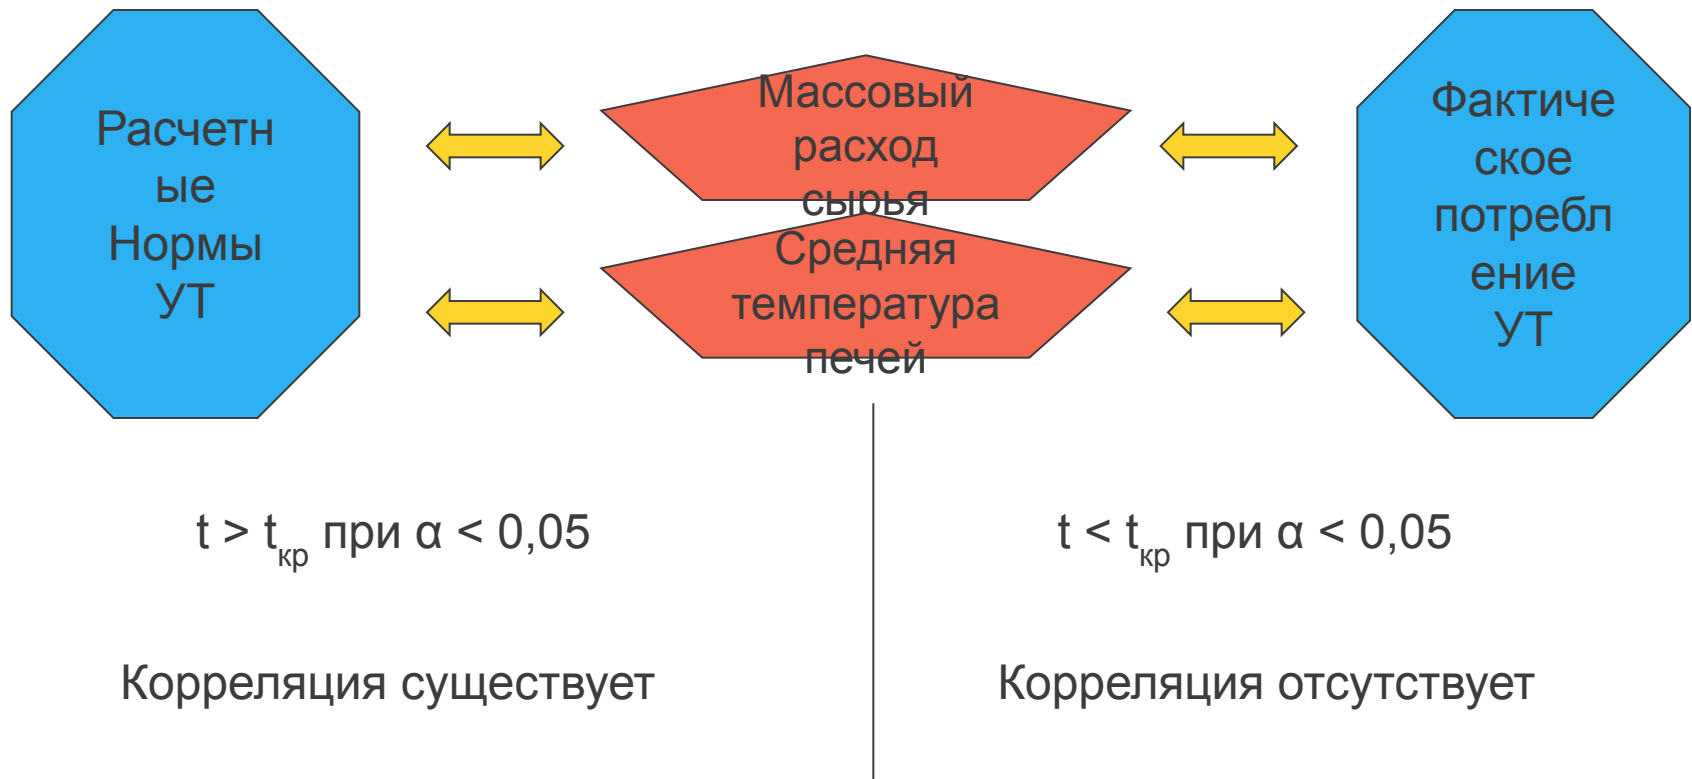 Расчетн
ые
Нормы
УТ
Массовый
расход
сырья
Средняя
температура
печей
Фактиче
ское
потребл
ение
УТ
t > tкр при α < 0,05
t < tкр при α < 0,05
Корреляция существует
Корреляция отсутствует